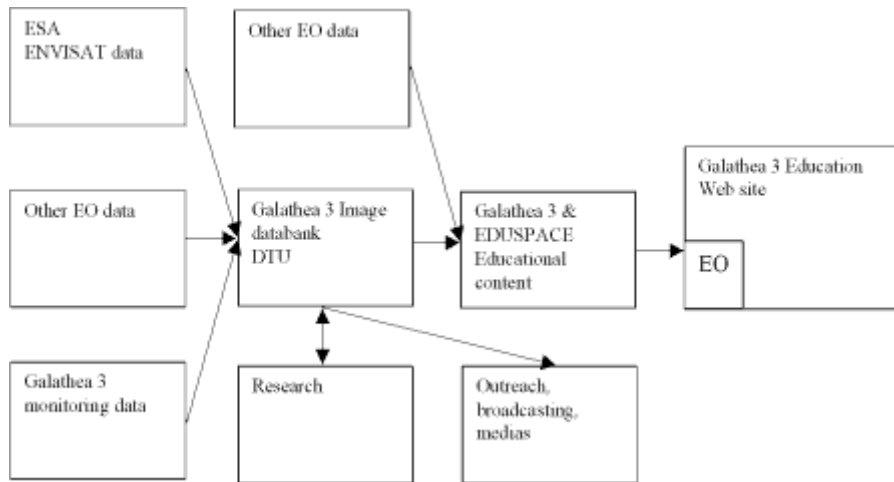 ESA
ENVISAT data
Other EO data
Galathea 3 Education
Web site
EO
Other EO data
Galathea 3 Image
databank
DTU
Galathea 3 &
EDUSPACE
Educational
content
Galathea 3
monitoring data
Research
Outreach,
broadcasting,
medias